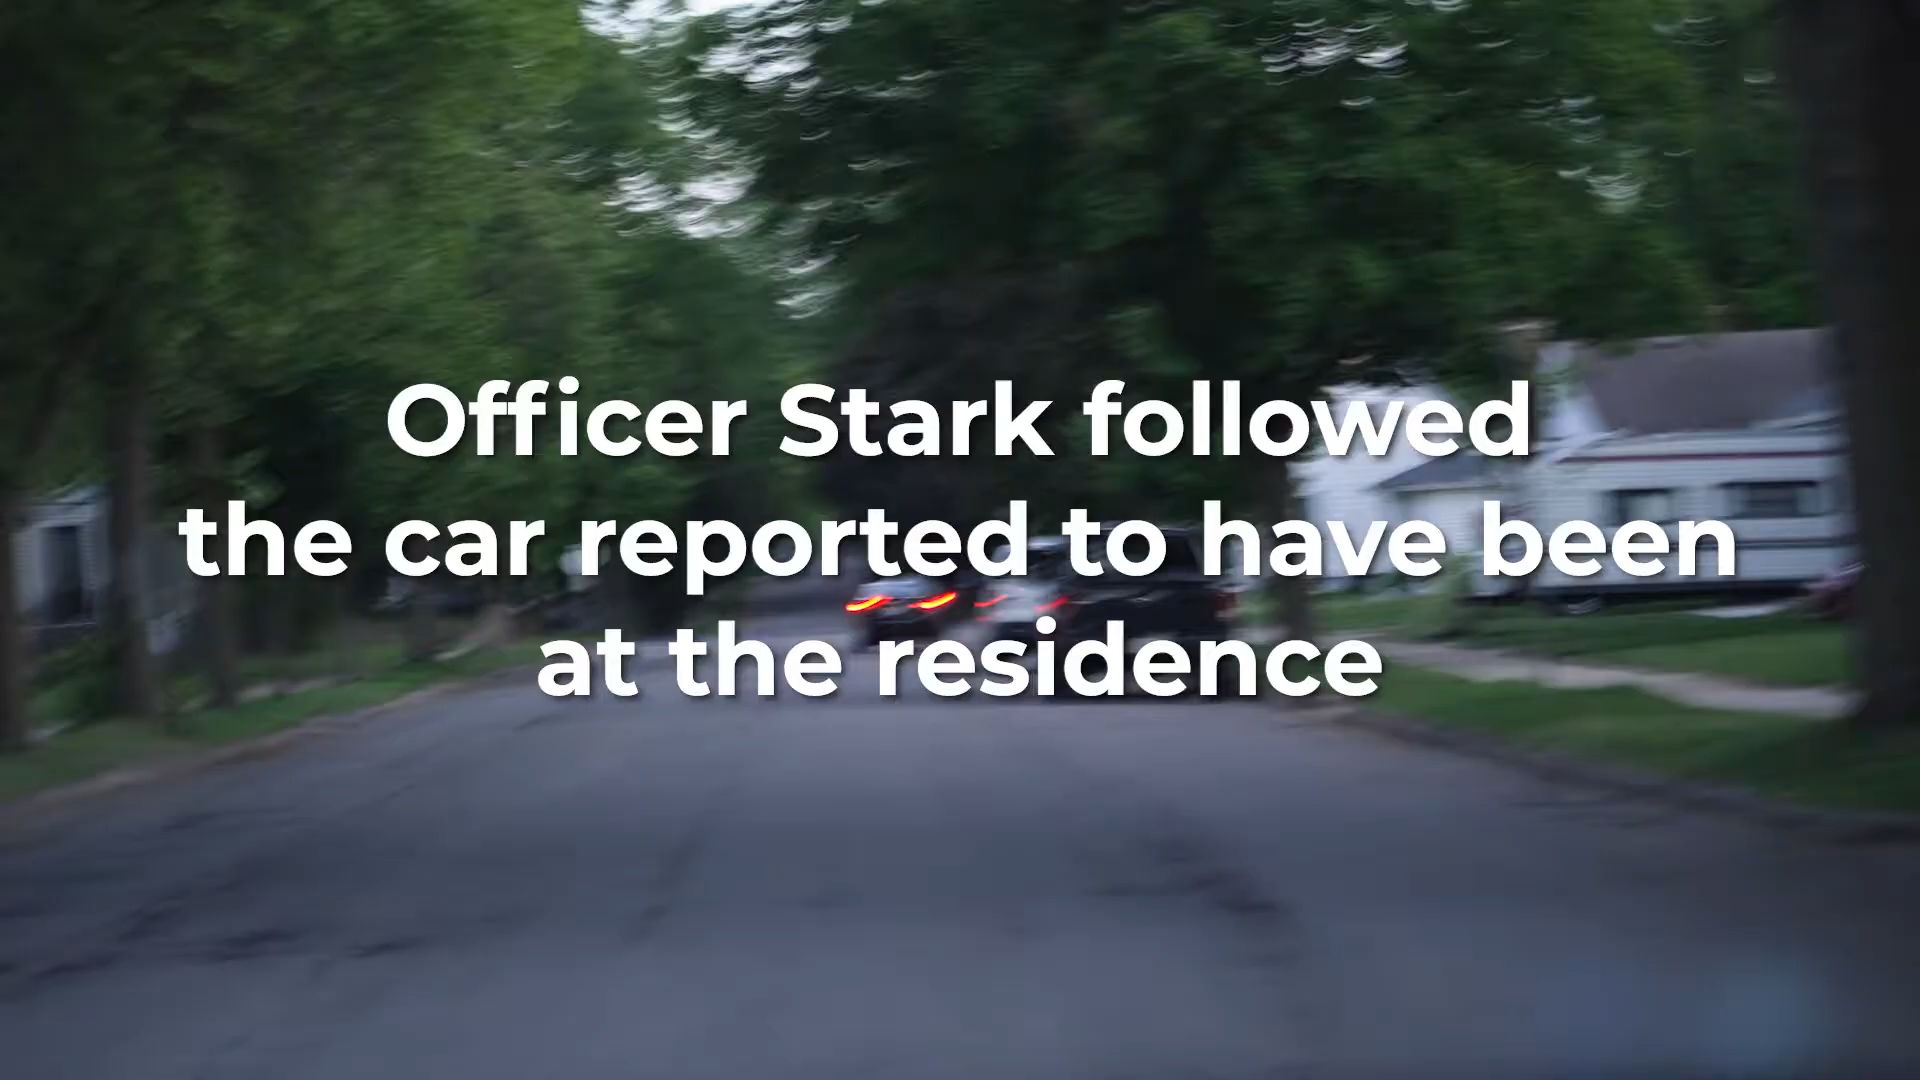 Officer Stark followed
the car reported to have been
at the residence